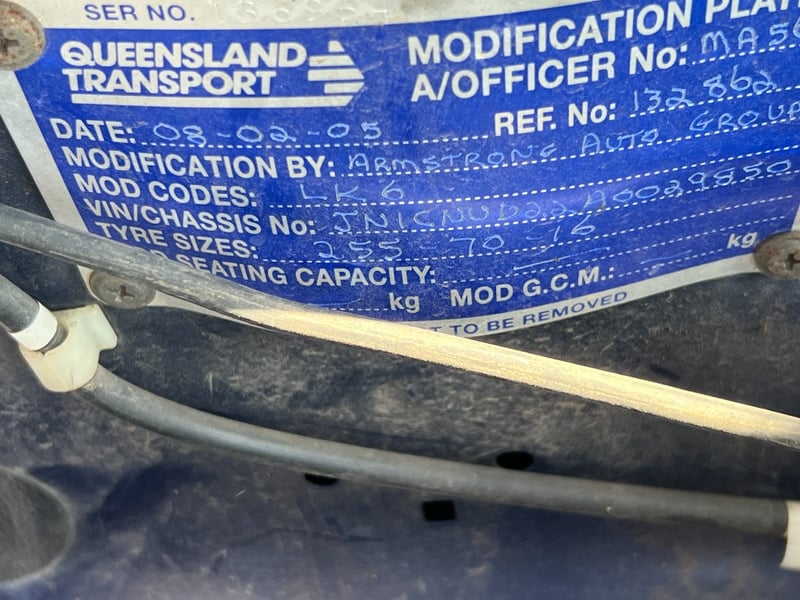 SER NO.
QUEENSLAND TRANSPORT
MODIFICATION
A/OFFICER No: MA5
DATE: 08-02-05 REF. No: 132862
MODIFICATION BY: ARMSTRONG AUTO GROUP
MOD CODES: LK6
VIN/CHASSIS No: JN1CNUD22A0029850
TYRE SIZES: 255 - 70 - 16
SEATING CAPACITY:
kg MOD G.C.M.: kg
TO BE REMOVED